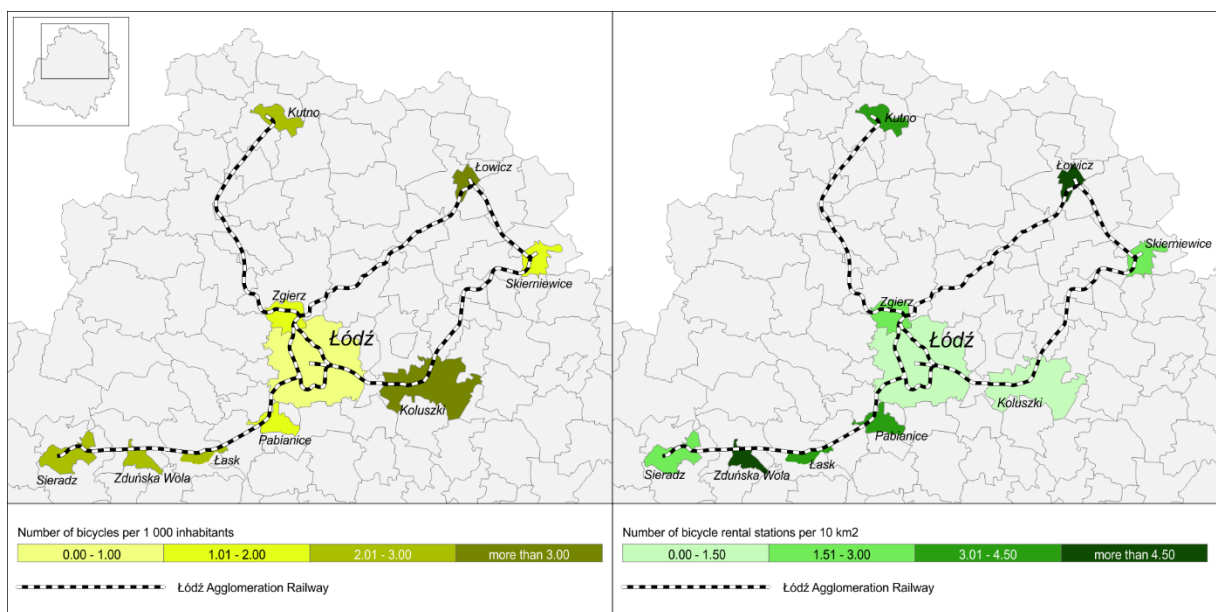 Kutno
Łowicz
Skierniewice
Zgierz
Łódź
Koluszki
Pabianice
Łask
Zduńska Wola
Sieradz
Number of bicycles per 1 000 inhabitants
0.00 - 1.00 1.01 - 2.00 2.01 - 3.00 more than 3.00
Łódź Agglomeration Railway
Kutno
Łowicz
Skierniewice
Zgierz
Łódź
Koluszki
Pabianice
Łask
Zduńska Wola
Sieradz
Number of bicycle rental stations per 10 km2
0.00 - 1.50 1.51 - 3.00 3.01 - 4.50 more than 4.50
Łódź Agglomeration Railway